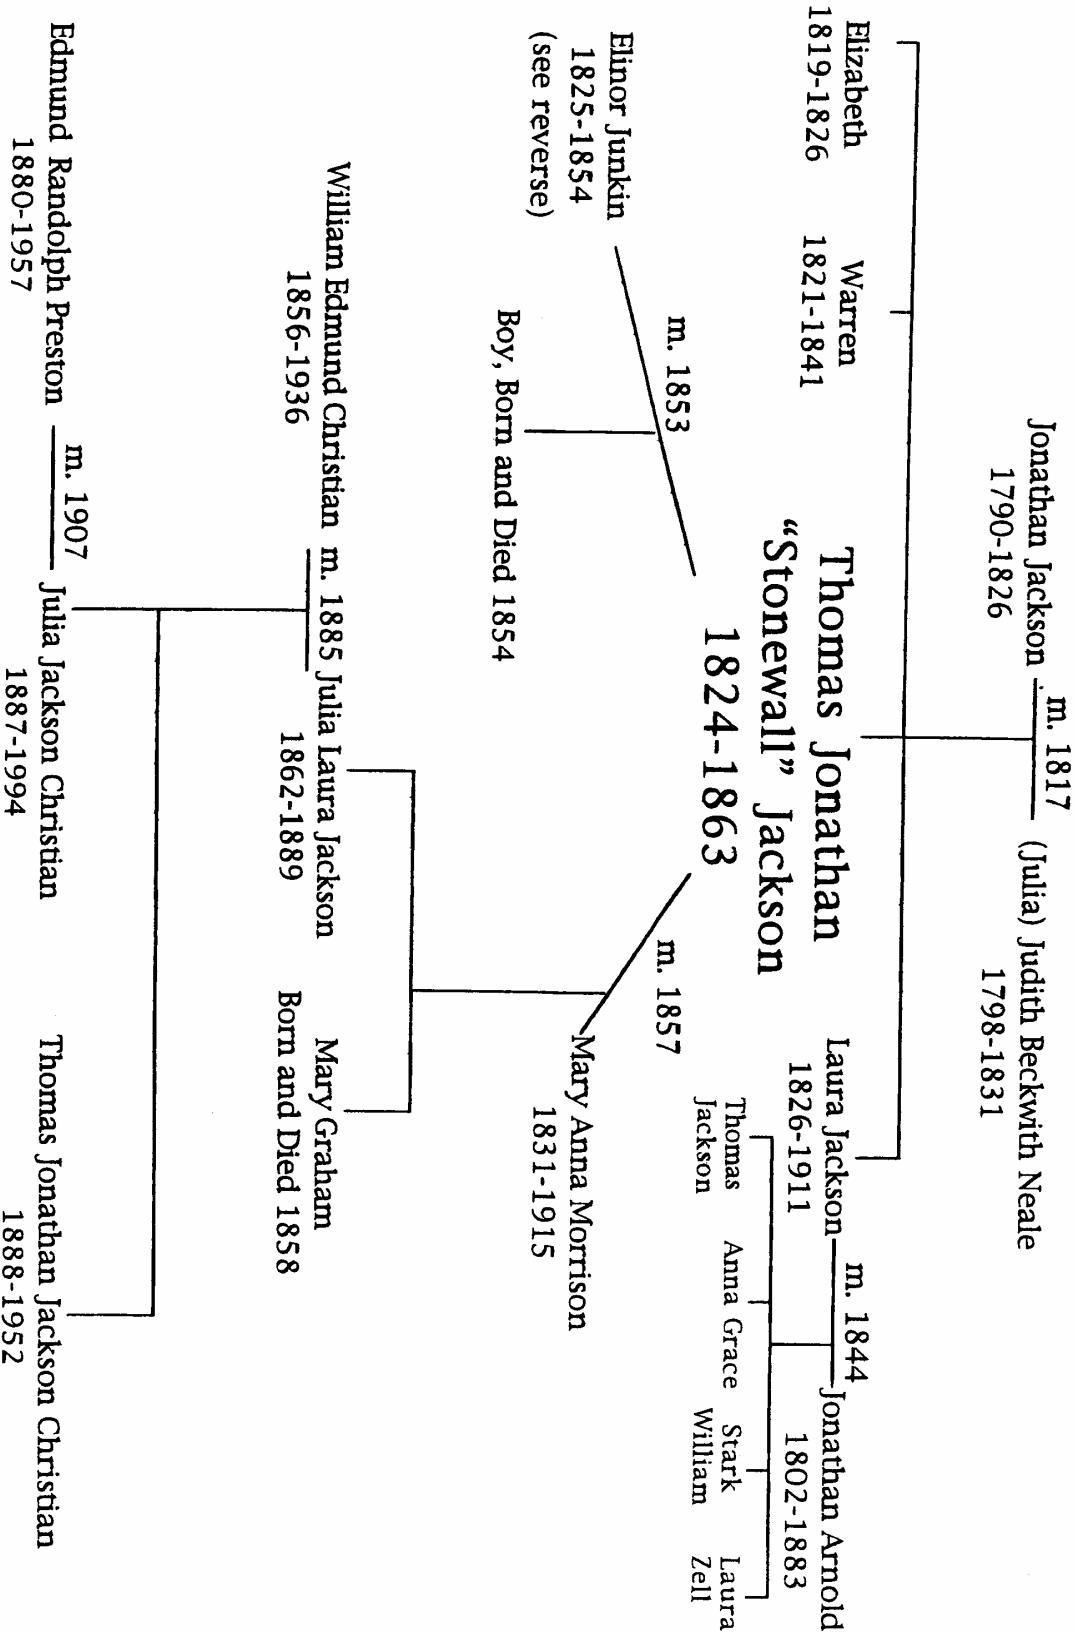 m. 1817
Jonathan Jackson
(Julia) Judith Beckwith Neale
1790-1826
1798-1831
Elizabeth
1819-1826
Warren
1821-1841
Thomas Jonathan
“Stonewall” Jackson
1824-1863
Laura Jackson
1826-1911
m. 1844
Jonathan Arnold
1802-1883
Thomas
Jackson
Anna Grace
Stark
William
Laura
Zell
m. 1853
Elinor Junkin
1825-1854
(see reverse)
Boy, Born and Died 1854
m. 1857
Mary Anna Morrison
1831-1915
William Edmund Christian m. 1885 Julia Laura Jackson
1856-1936
1862-1889
Mary Graham
Born and Died 1858
m. 1907
Edmund Randolph Preston
1880-1957
Julia Jackson Christian
1887-1994
Thomas Jonathan Jackson Christian
1888-1952